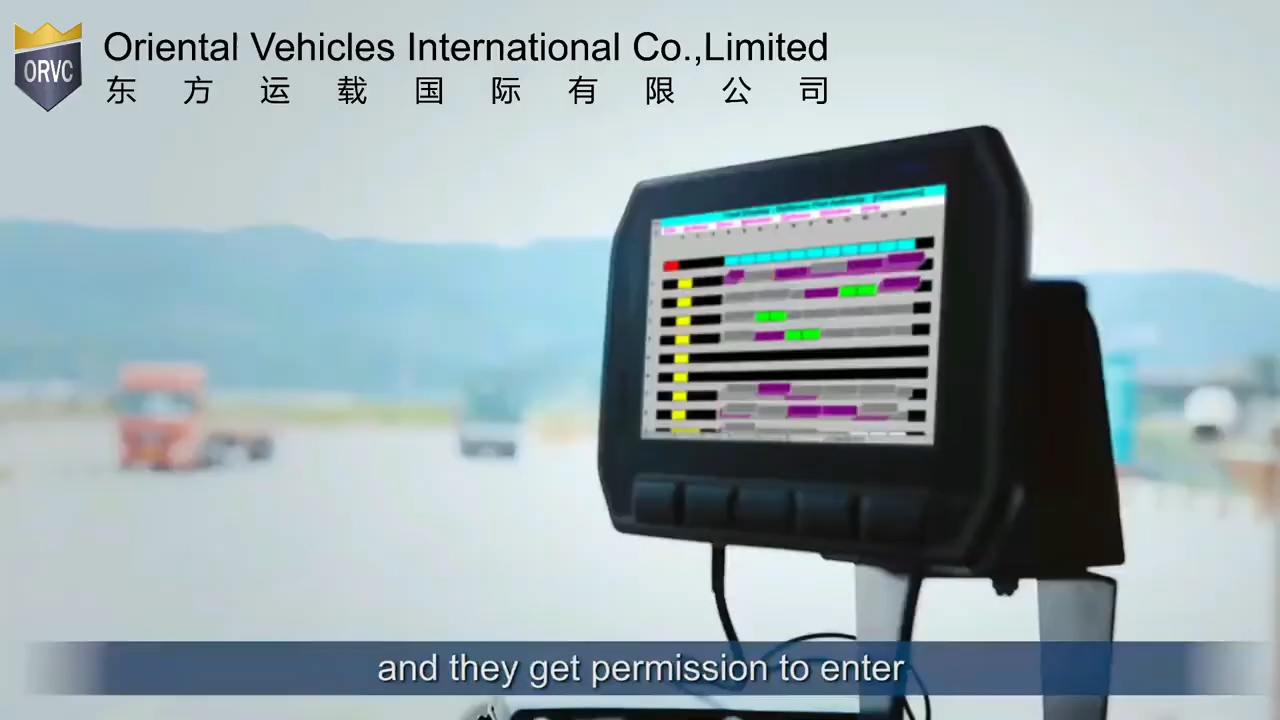 ORVC
Oriental Vehicles International Co.,Limited
东方运载国际有限公司
and they get permission to enter